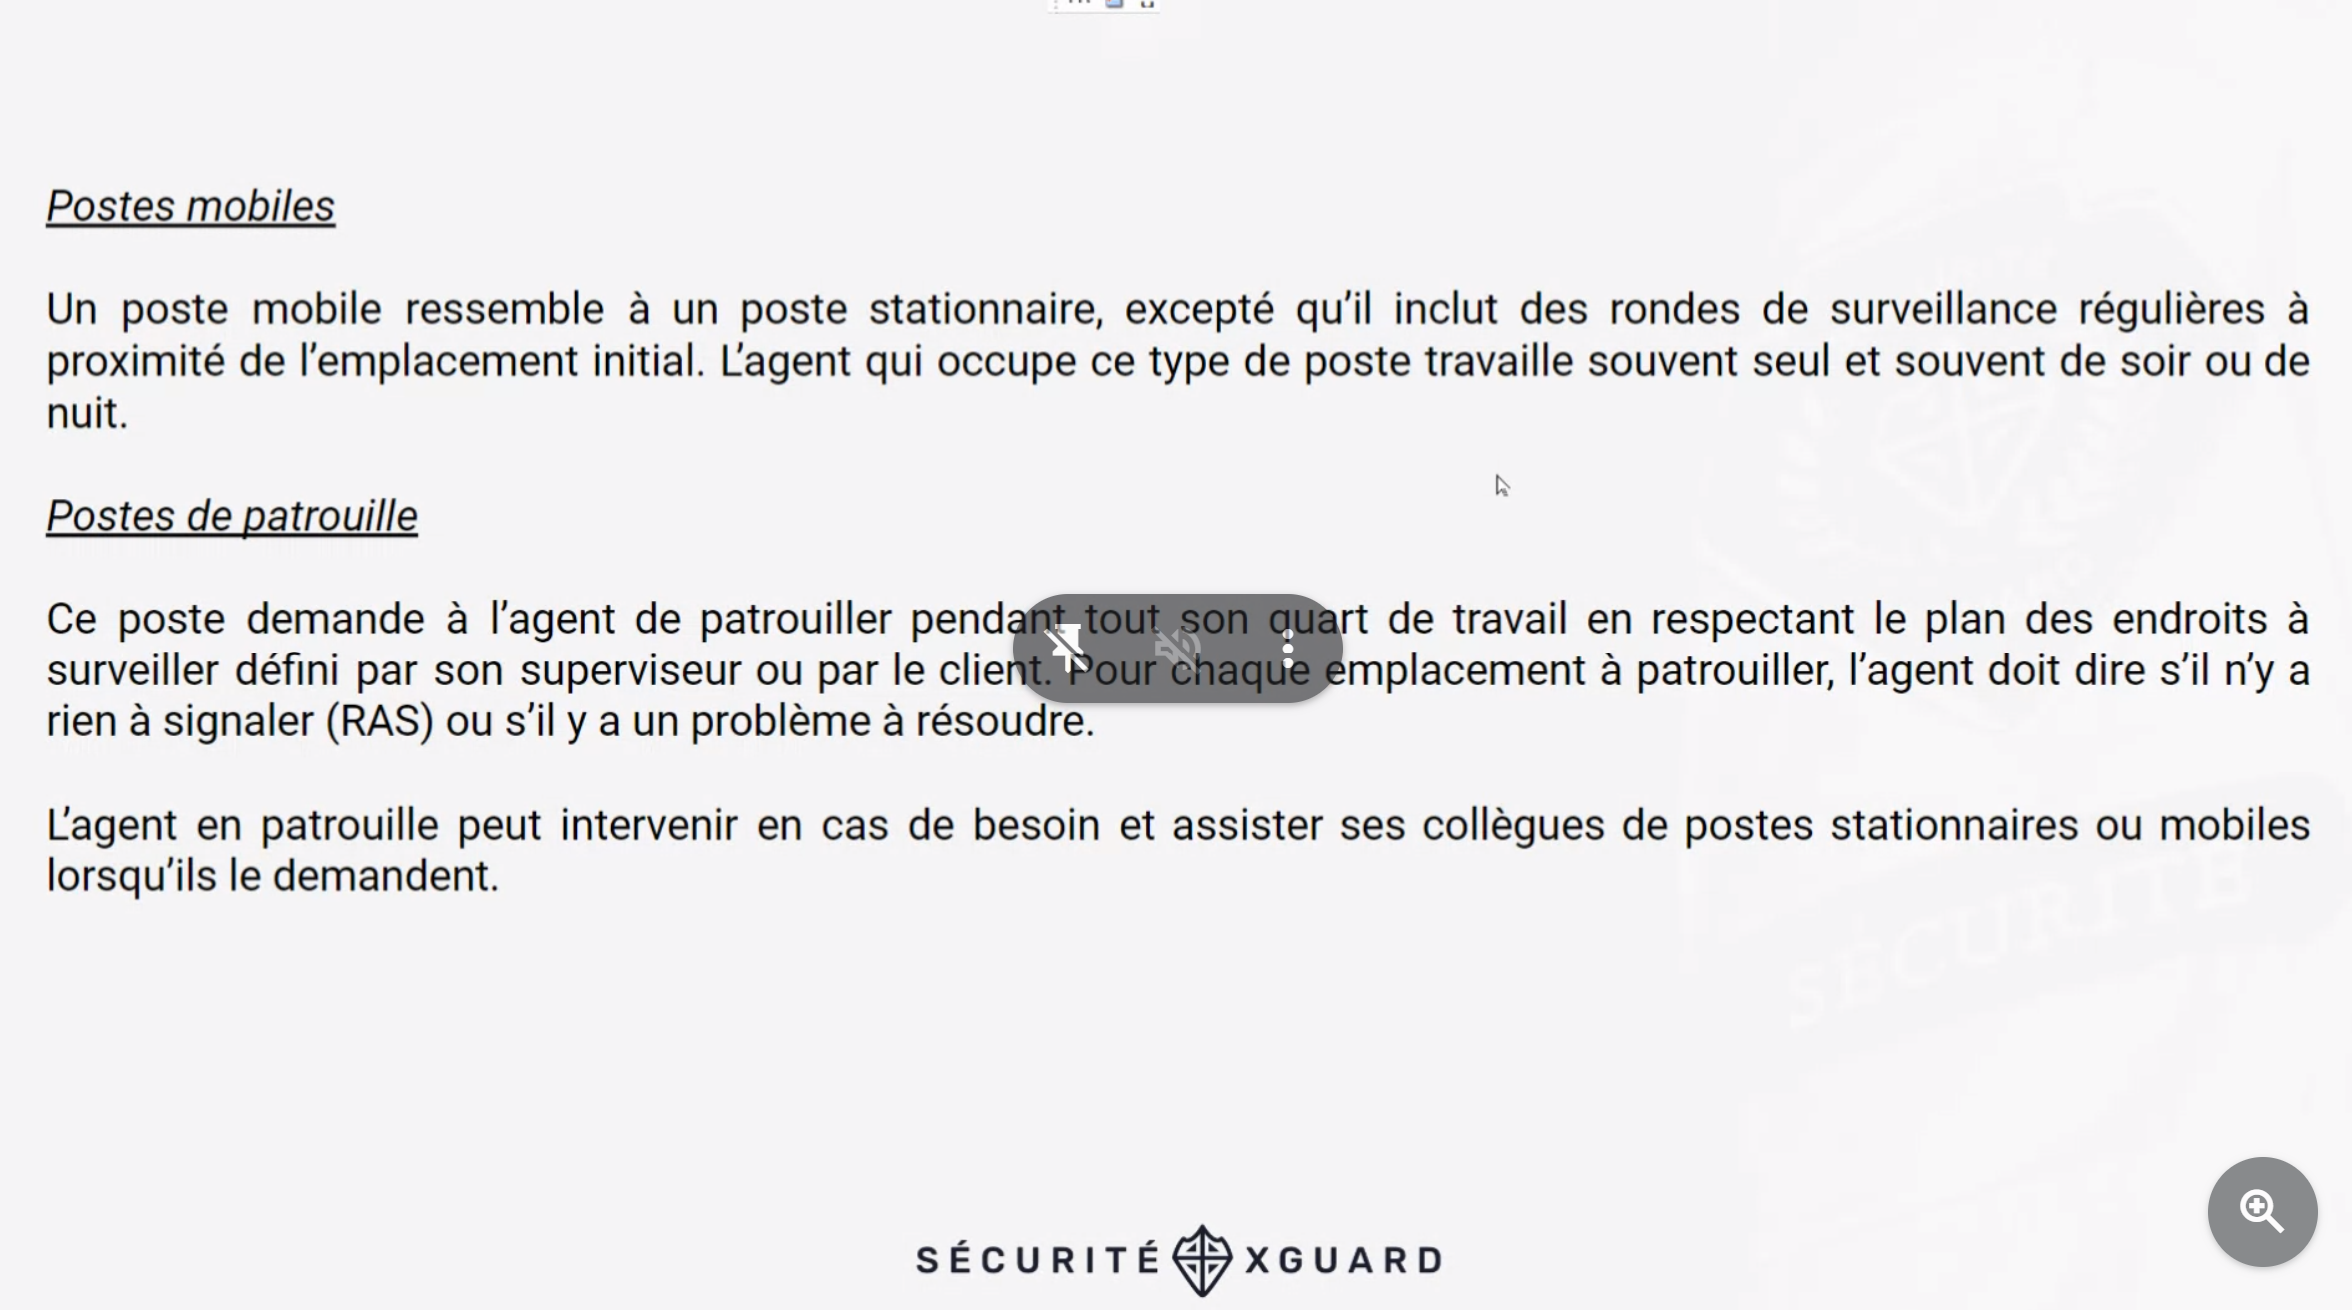 Postes mobiles
Un poste mobile ressemble à un poste stationnaire, excepté qu’il inclut des rondes de surveillance régulières à
proximité de l’emplacement initial. L’agent qui occupe ce type de poste travaille souvent seul et souvent de soir ou de
nuit.
Postes de patrouille
Ce poste demande à l’agent de patrouiller pendant tout son quart de travail en respectant le plan des endroits à
surveiller défini par son superviseur ou par le client. Pour chaque emplacement à patrouiller, l’agent doit dire s’il n’y a
rien à signaler (RAS) ou s’il y a un problème à résoudre.
L’agent en patrouille peut intervenir en cas de besoin et assister ses collègues de postes stationnaires ou mobiles
lorsqu’ils le demandent.
SÉCURITÉ
SÉCURITÉ XGUARD